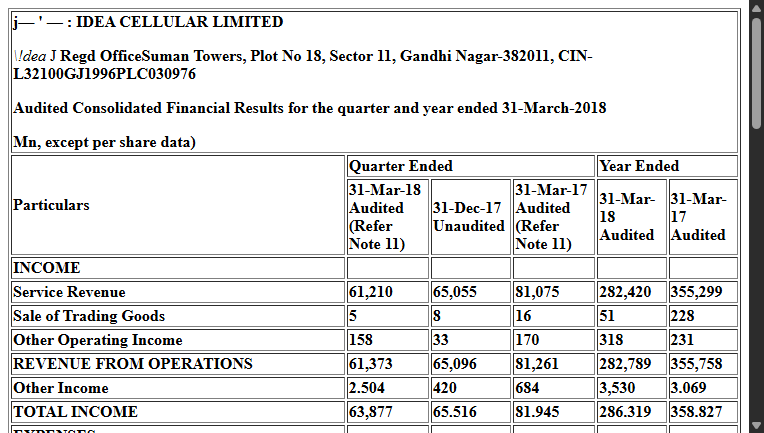 j— ' — : IDEA CELLULAR LIMITED
\!dea J Regd OfficeSuman Towers, Plot No 18, Sector 11, Gandhi Nagar-382011, CIN-
L32100GJ1996PLC030976
Audited Consolidated Financial Results for the quarter and year ended 31-March-2018
Mn, except per share data)
Particulars Quarter Ended Year Ended
31-Mar-18 Audited (Refer Note 11) 31-Dec-17 Unaudited 31-Mar-17 Audited (Refer Note 11) 31-Mar-18 Audited 31-Mar-17 Audited
INCOME
Service Revenue 61,210 65,055 81,075 282,420 355,299
Sale of Trading Goods 5 8 16 51 228
Other Operating Income 158 33 170 318 231
REVENUE FROM OPERATIONS 61,373 65,096 81,261 282,789 355,758
Other Income 2.504 420 684 3,530 3.069
TOTAL INCOME 63,877 65.516 81.945 286.319 358.827
EXPENSES